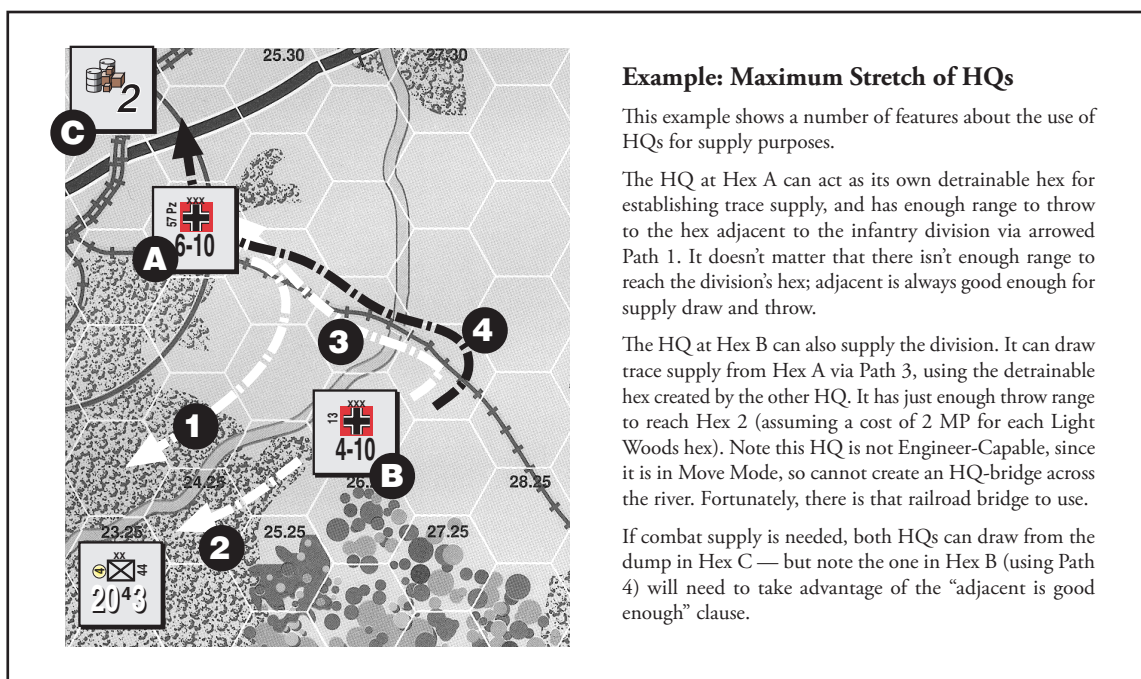 25.30
27.30
2
C
57 Pz
xxx
6-10
A
3
4
1
13
xxx
4-10
B
24.25
26.
28.25
23.25
25.25
27.25
2
4
xx
44
20 4 3
Example: Maximum Stretch of HQs
This example shows a number of features about the use of
HQs for supply purposes.
The HQ at Hex A can act as its own detrainable hex for
establishing trace supply, and has enough range to throw
to the hex adjacent to the infantry division via arrowed
Path 1. It doesn’t matter that there isn’t enough range to
reach the division’s hex; adjacent is always good enough for
supply draw and throw.
The HQ at Hex B can also supply the division. It can draw
trace supply from Hex A via Path 3, using the detrainable
hex created by the other HQ. It has just enough throw range
to reach Hex 2 (assuming a cost of 2 MP for each Light
Woods hex). Note this HQ is not Engineer-Capable, since
it is in Move Mode, so cannot create an HQ-bridge across
the river. Fortunately, there is that railroad bridge to use.
If combat supply is needed, both HQs can draw from the
dump in Hex C — but note the one in Hex B (using Path
4) will need to take advantage of the “adjacent is good
enough” clause.